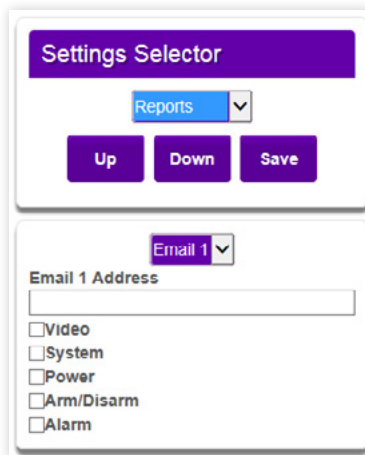 Settings Selector
Reports
Up Down Save
Email 1
Email 1 Address
Video
System
Power
Arm/Disarm
Alarm